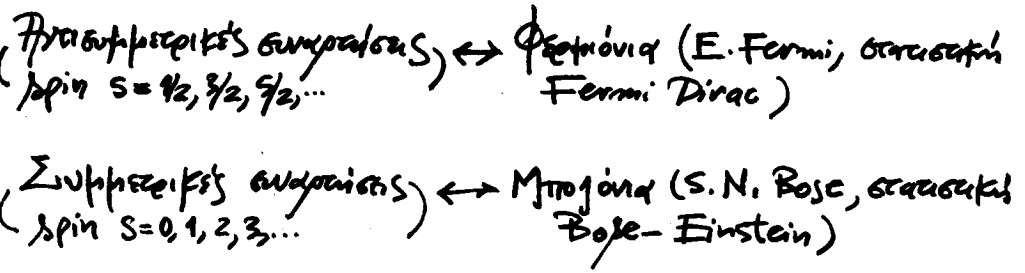 (Αντισυμμετρικές συναρτήσεις) ↔ Φερμιόνια (E. Fermi, στατιστική
spin s = 1/2, 3/2, 5/2, ... Fermi Dirac)
(Συμμετρικές συναρτήσεις) ↔ Μποζόνια (S. N. Bose, στατιστική
spin s = 0, 1, 2, 3, ... Bose - Einstein)